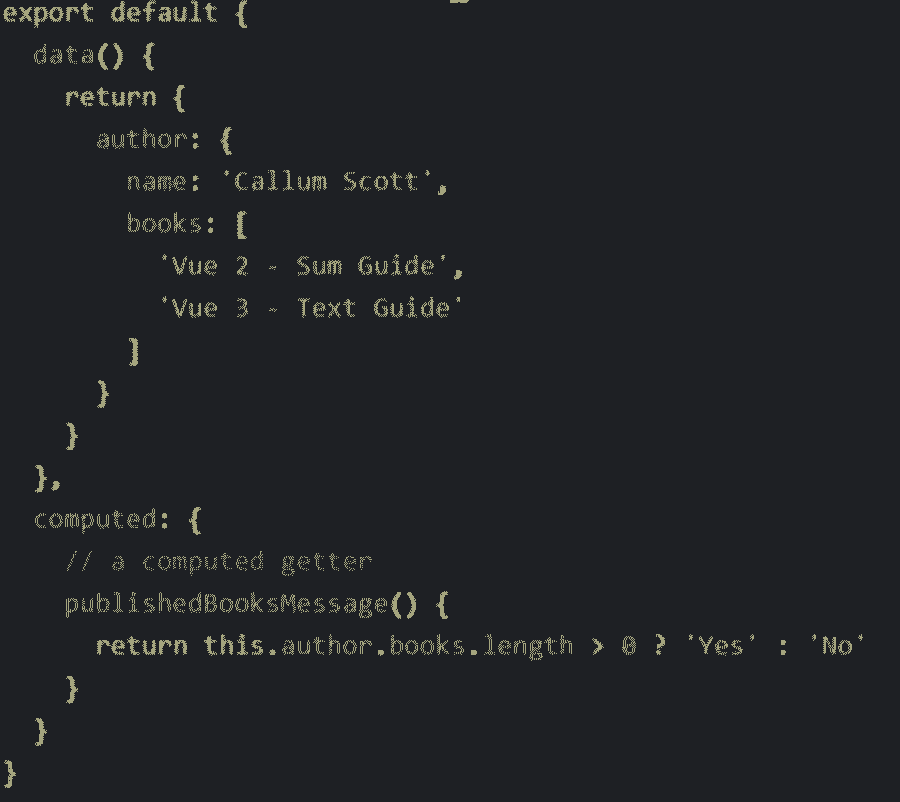 export default {
  data() {
    return {
      author: {
        name: 'Callum Scott',
        books: [
          'Vue 2 - Sum Guide',
          'Vue 3 - Text Guide'
        ]
      }
    }
  },
  computed: {
    // a computed getter
    publishedBooksMessage() {
      return this.author.books.length > 0 ? 'Yes' : 'No'
    }
  }
}